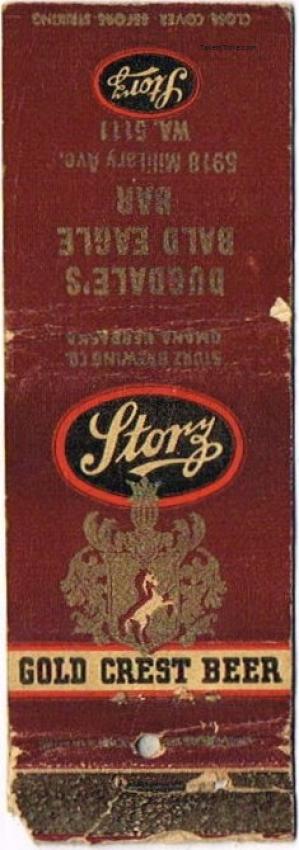 Storz
GOLD CREST BEER
STORZ BREWING CO.
OMAHA NEBRASKA
DUGDALE'S
BALD EAGLE
BAR
5918 Military Ave.
WA. 5111
Storz
CLOSE COVER BEFORE STRIKING